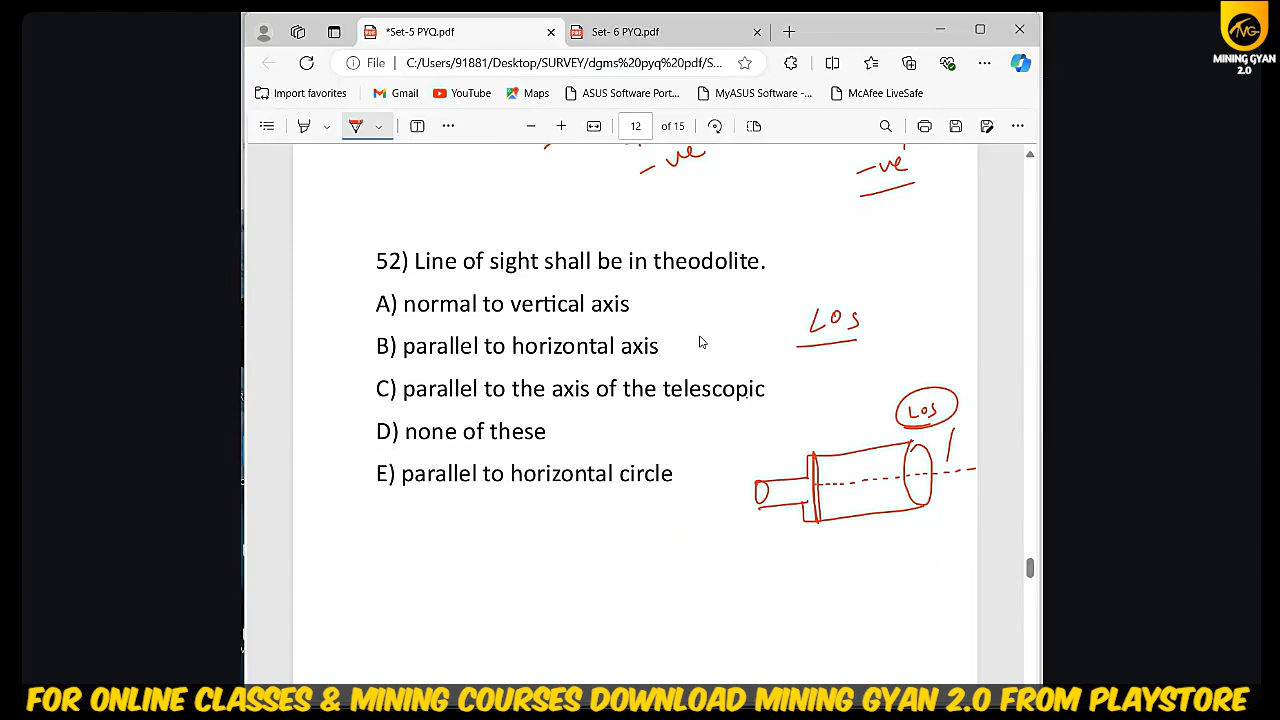 *Set-5 PYQ.pdf
Set- 6 PYQ.pdf
File
C:/Users/91881/Desktop/SURVEY/dgms%20pyq%20pdf/S...
Import favorites
Gmail
YouTube
Maps
ASUS Software Port...
MyASUS Software -...
McAfee LiveSafe
12 of 15
-ve
-ve
52) Line of sight shall be in theodolite.
A) normal to vertical axis
LOS
B) parallel to horizontal axis
C) parallel to the axis of the telescopic
LOS
D) none of these
E) parallel to horizontal circle
MINING GYAN
2.0
FOR ONLINE CLASSES & MINING COURSES DOWNLOAD MINING GYAN 2.0 FROM PLAYSTORE